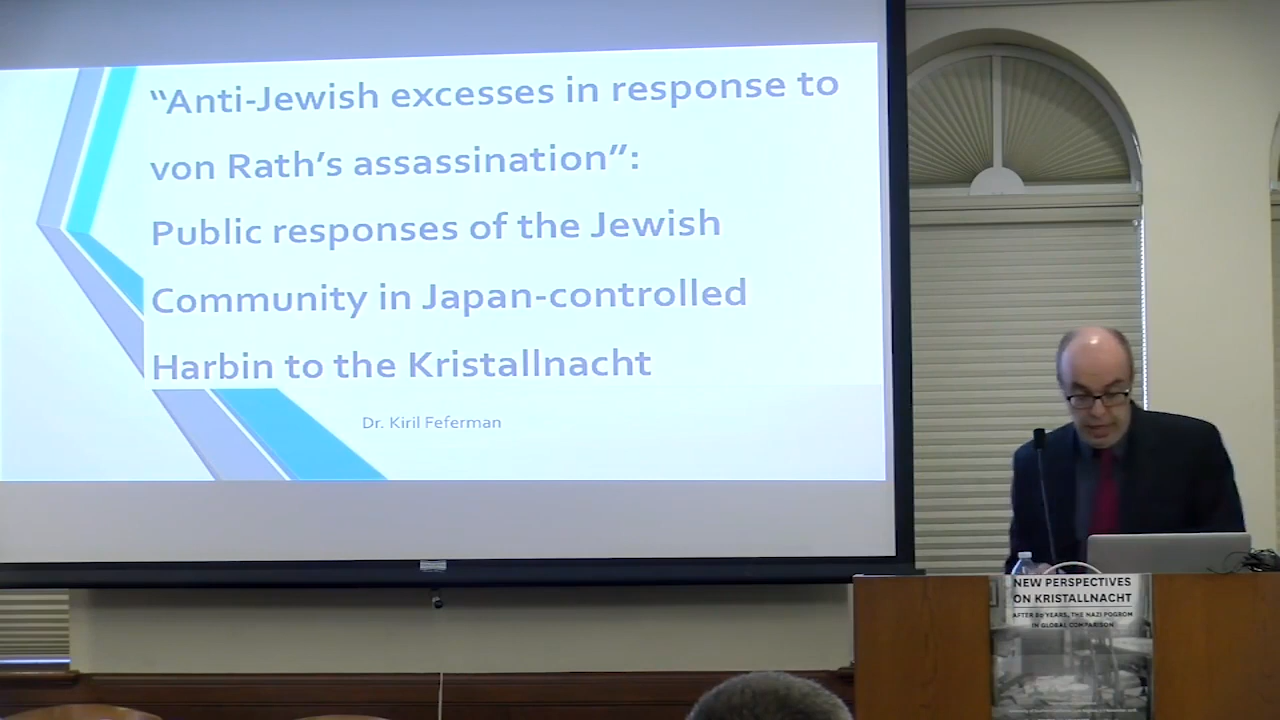 “Anti-Jewish excesses in response to
von Rath’s assassination”:
Public responses of the Jewish
Community in Japan-controlled
Harbin to the Kristallnacht
Dr. Kiril Feferman
NEW PERSPECTIVES
ON KRISTALLNACHT
AFTER 80 YEARS, THE NAZI POGROM
IN GLOBAL COMPARISON